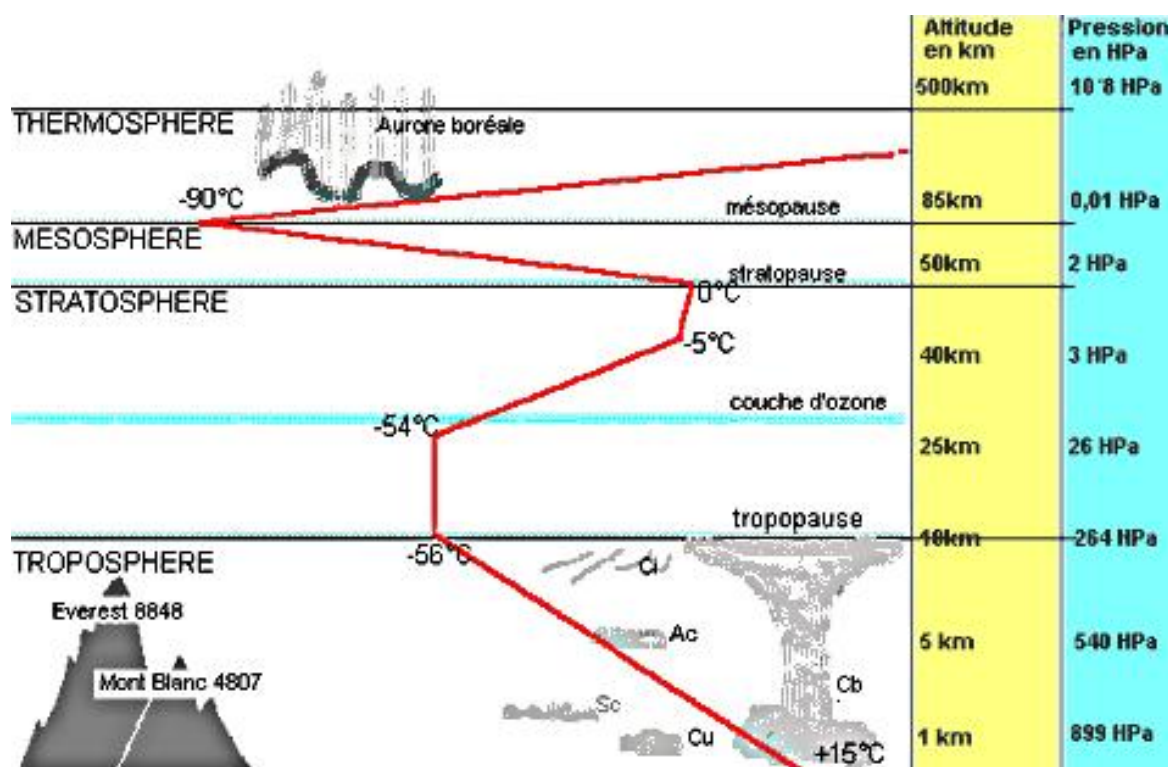 Altitude
en km
Pression
en HPa
500km
10⁻8 HPa
THERMOSPHERE
Aurore boréale
-90°C
mésopause
85km
0,01 HPa
MESOSPHERE
stratopause
50km
2 HPa
STRATOSPHERE
0°C
-5°C
40km
3 HPa
couche d'ozone
-54°C
25km
26 HPa
tropopause
10km
264 HPa
-56°C
TROPOSPHERE
Ci
Everest 8848
Ac
5 km
540 HPa
Mont Blanc 4807
Cb
Sc
Cu
1 km
899 HPa
+15°C